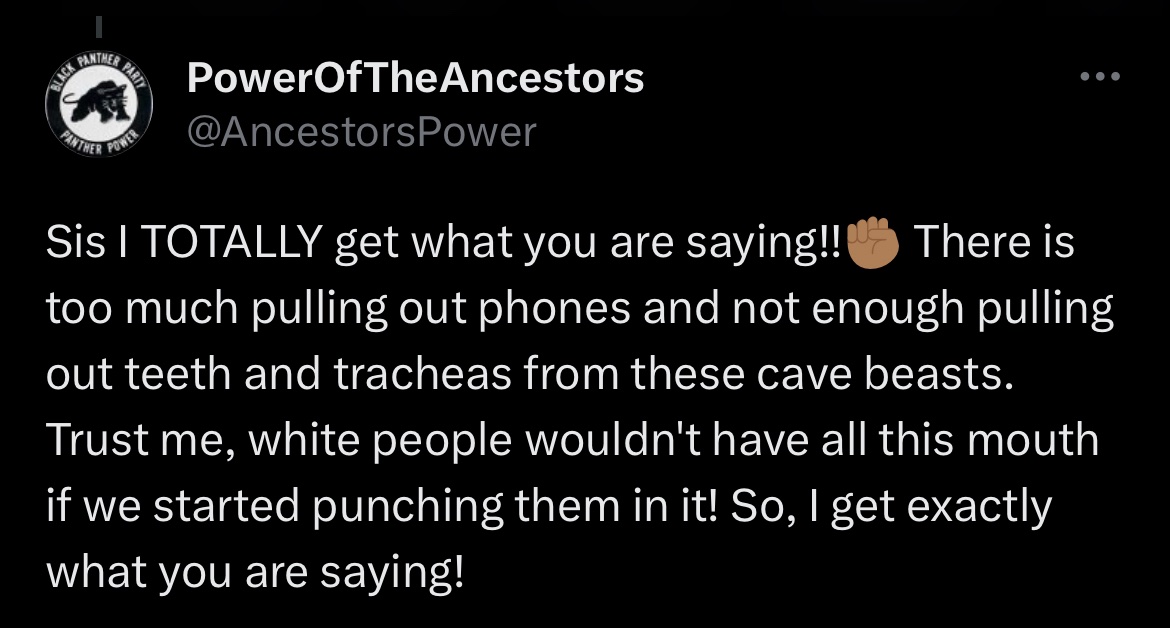 BLACK PANTHER PARTY
PANTHER POWER
PowerOfTheAncestors
@AncestorsPower
Sis I TOTALLY get what you are saying!!✊🏽 There is
too much pulling out phones and not enough pulling
out teeth and tracheas from these cave beasts.
Trust me, white people wouldn't have all this mouth
if we started punching them in it! So, I get exactly
what you are saying!